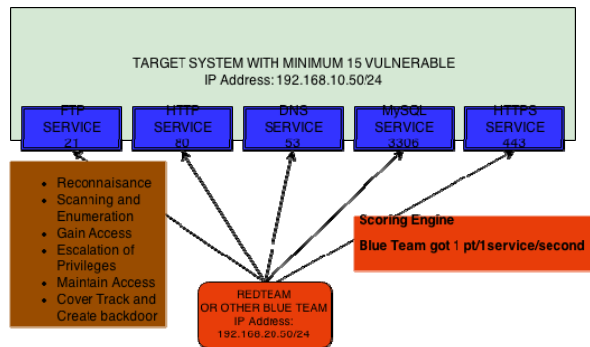 TARGET SYSTEM WITH MINIMUM 15 VULNERABLE
IP Address: 192.168.10.50/24
FTP
SERVICE
21
HTTP
SERVICE
80
DNS
SERVICE
53
MySQL
SERVICE
3306
HTTPS
SERVICE
443
• Reconnaisance
• Scanning and
Enumeration
• Gain Access
• Escalation of
Privileges
• Maintain Access
• Cover Track and
Create backdoor
Scoring Engine
Blue Team got 1 pt/1service/second
REDTEAM
OR OTHER BLUE TEAM
IP Address:
192.168.20.50/24